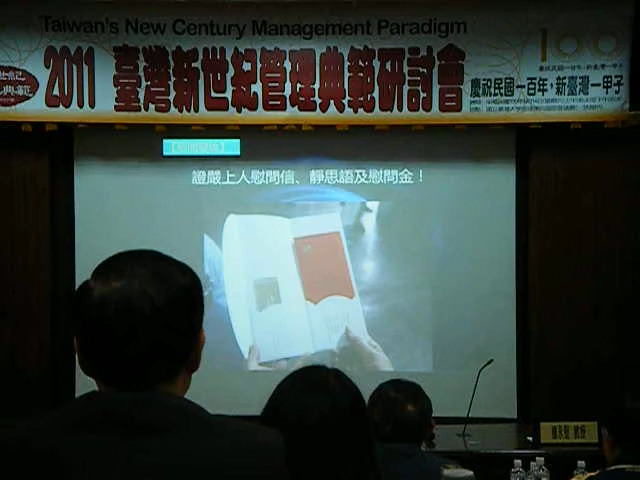 Taiwan's New Century Management Paradigm
2011 臺灣新世紀管理典範研討會
100
慶祝民國一百年·新臺灣一甲子
證嚴上人慰問信、靜思語及慰問金！